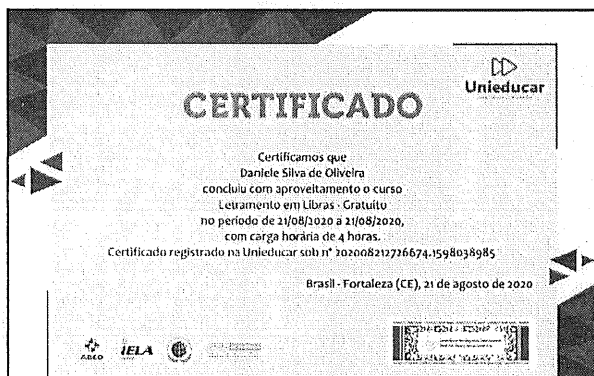 Unieducar
CERTIFICADO
Certificamos que
Daniele Silva de Oliveira
concluiu com aproveitamento o curso
Letramento em Libras - Gratuito
no período de 21/08/2020 a 21/08/2020,
com carga horária de 4 horas.
Certificado registrado na Unieducar sob n° 202008212726674.1598038985
Brasil - Fortaleza (CE), 21 de agosto de 2020
ABED
IELA